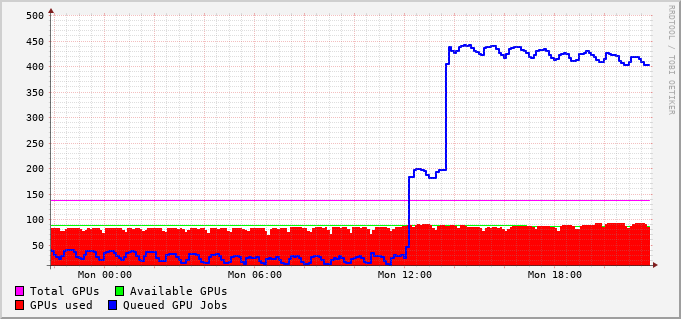 500
450
400
350
300
250
200
150
100
50
Mon 00:00 Mon 06:00 Mon 12:00 Mon 18:00
Total GPUs Available GPUs
GPUs used Queued GPU Jobs
RRDTOOL / TOBI OETIKER